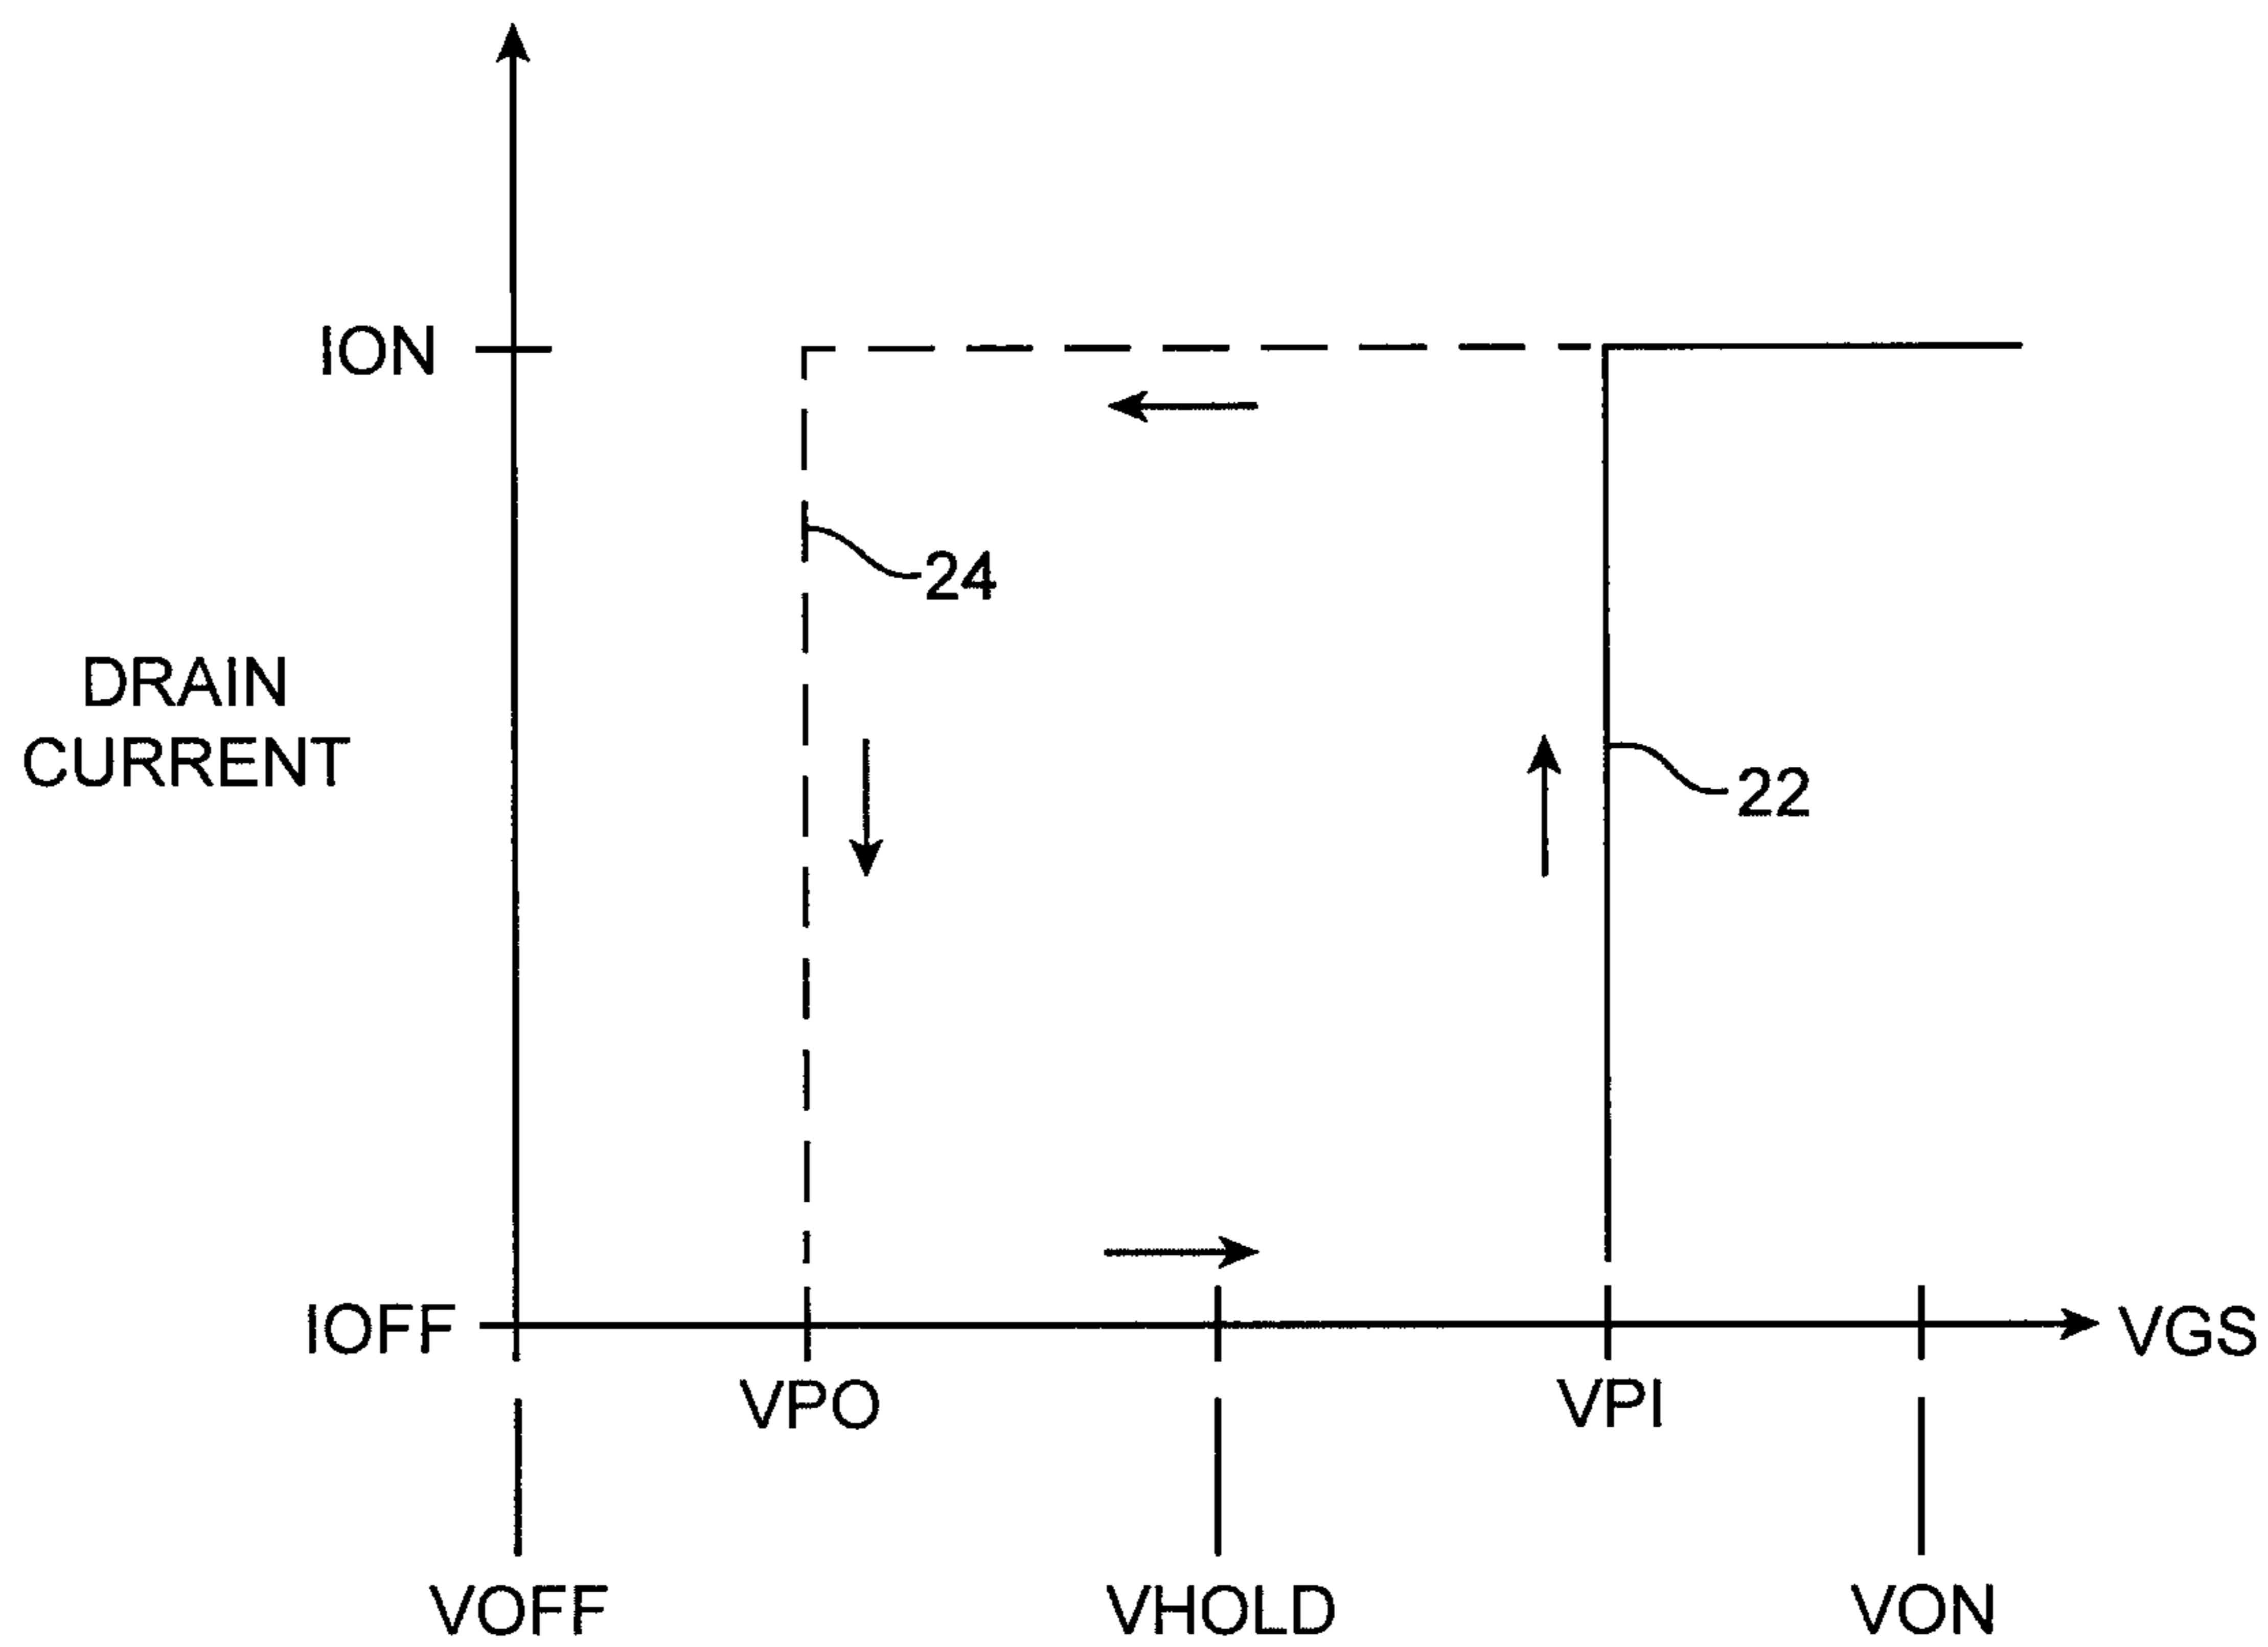 ION
24
DRAIN
CURRENT
22
IOFF
VGS
VPO
VPI
VOFF
VHOLD
VON